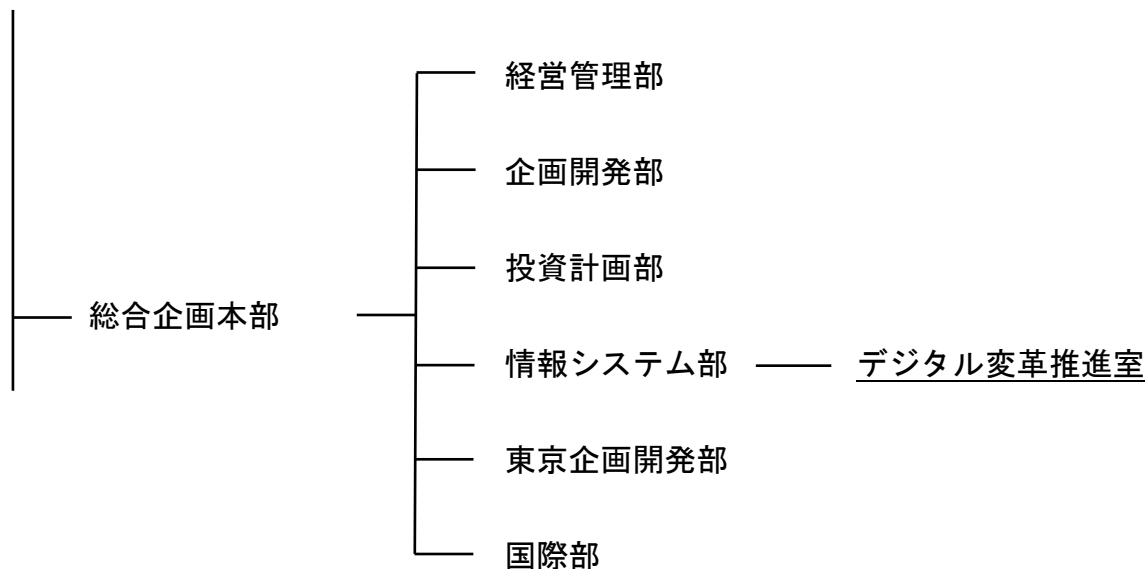 経営管理部
企画開発部
投資計画部
総合企画本部
情報システム部 デジタル変革推進室
東京企画開発部
国際部